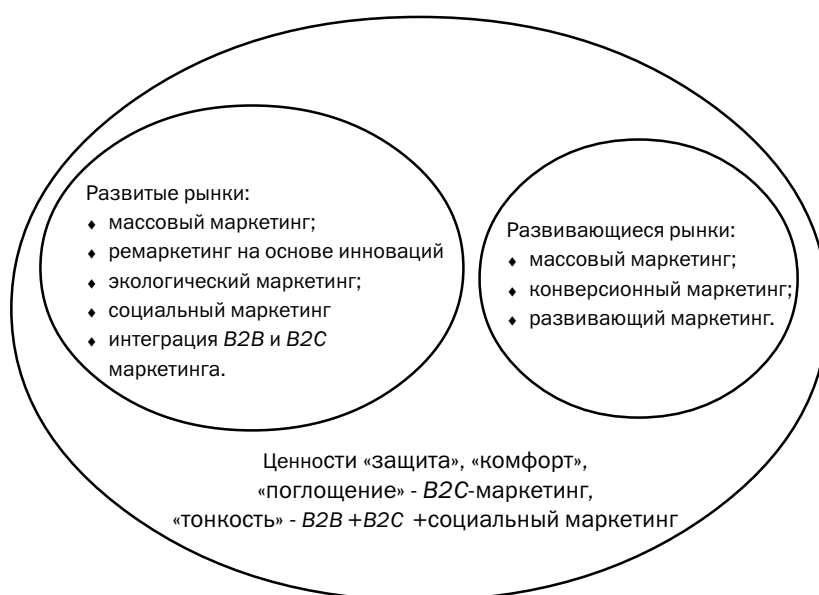 Развитые рынки:
♦ массовый маркетинг;
♦ ремаркетинг на основе инноваций
♦ экологический маркетинг;
♦ социальный маркетинг
♦ интеграция B2B и B2C
маркетинга.
Развивающиеся рынки:
♦ массовый маркетинг;
♦ конверсионный маркетинг;
♦ развивающий маркетинг.
Ценности «защита», «комфорт»,
«поглощение» - B2C-маркетинг,
«тонкость» - B2B +B2C +социальный маркетинг